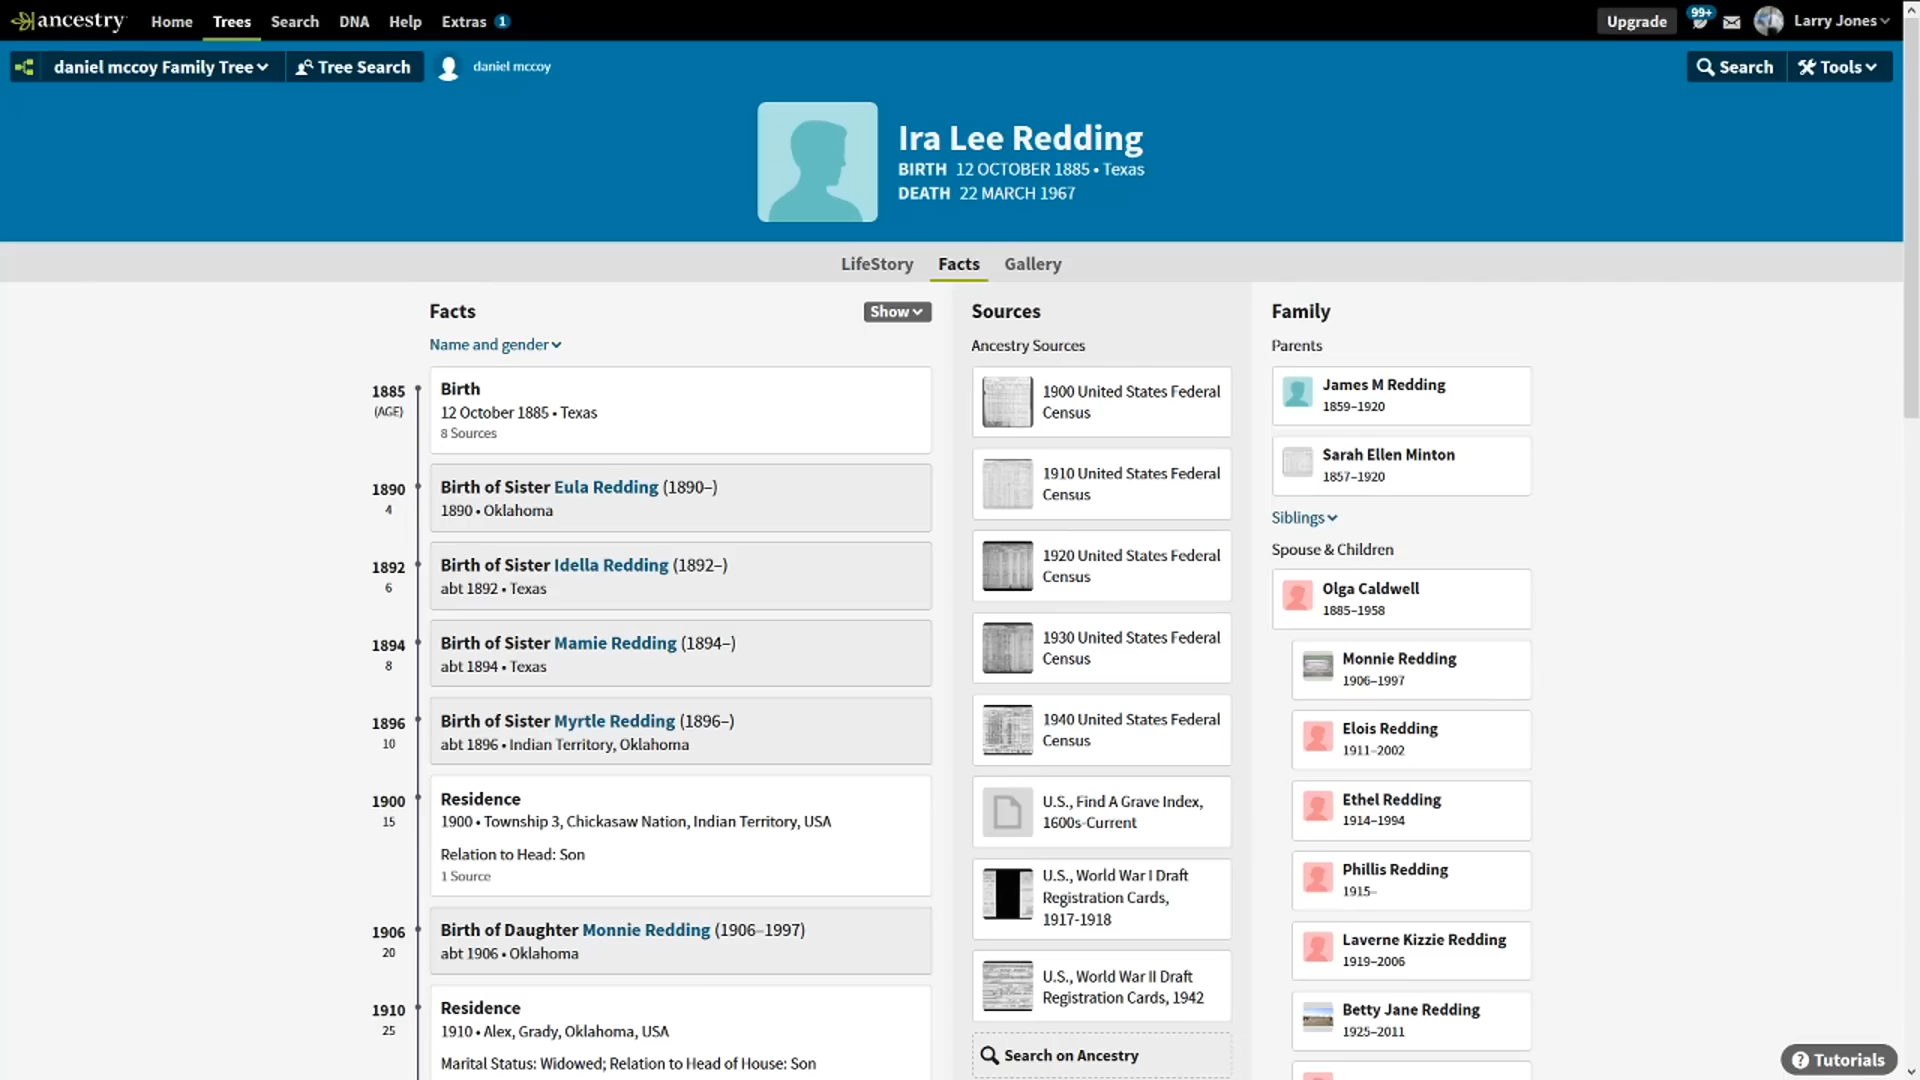 ancestry Home Trees Search DNA Help Extras 1 Upgrade 99+ Larry Jones
daniel mccoy Family Tree Tree Search daniel mccoy Search Tools
Ira Lee Redding
BIRTH 12 OCTOBER 1885 • Texas
DEATH 22 MARCH 1967
LifeStory Facts Gallery
Facts Show
Name and gender
1885
(AGE)
Birth
12 October 1885 • Texas
8 Sources
1890
4
Birth of Sister Eula Redding (1890–)
1890 • Oklahoma
1892
6
Birth of Sister Idella Redding (1892–)
abt 1892 • Texas
1894
8
Birth of Sister Mamie Redding (1894–)
abt 1894 • Texas
1896
10
Birth of Sister Myrtle Redding (1896–)
abt 1896 • Indian Territory, Oklahoma
1900
15
Residence
1900 • Township 3, Chickasaw Nation, Indian Territory, USA
Relation to Head: Son
1 Source
1906
20
Birth of Daughter Monnie Redding (1906–1997)
abt 1906 • Oklahoma
1910
25
Residence
1910 • Alex, Grady, Oklahoma, USA
Marital Status: Widowed; Relation to Head of House: Son
Sources
Ancestry Sources
1900 United States Federal
Census
1910 United States Federal
Census
1920 United States Federal
Census
1930 United States Federal
Census
1940 United States Federal
Census
U.S., Find A Grave Index,
1600s-Current
U.S., World War I Draft
Registration Cards,
1917-1918
U.S., World War II Draft
Registration Cards, 1942
Search on Ancestry
Family
Parents
James M Redding
1859–1920
Sarah Ellen Minton
1857–1920
Siblings
Spouse & Children
Olga Caldwell
1885–1958
Monnie Redding
1906–1997
Elois Redding
1911–2002
Ethel Redding
1914–1994
Phillis Redding
1915–
Laverne Kizzie Redding
1919–2006
Betty Jane Redding
1925–2011
? Tutorials